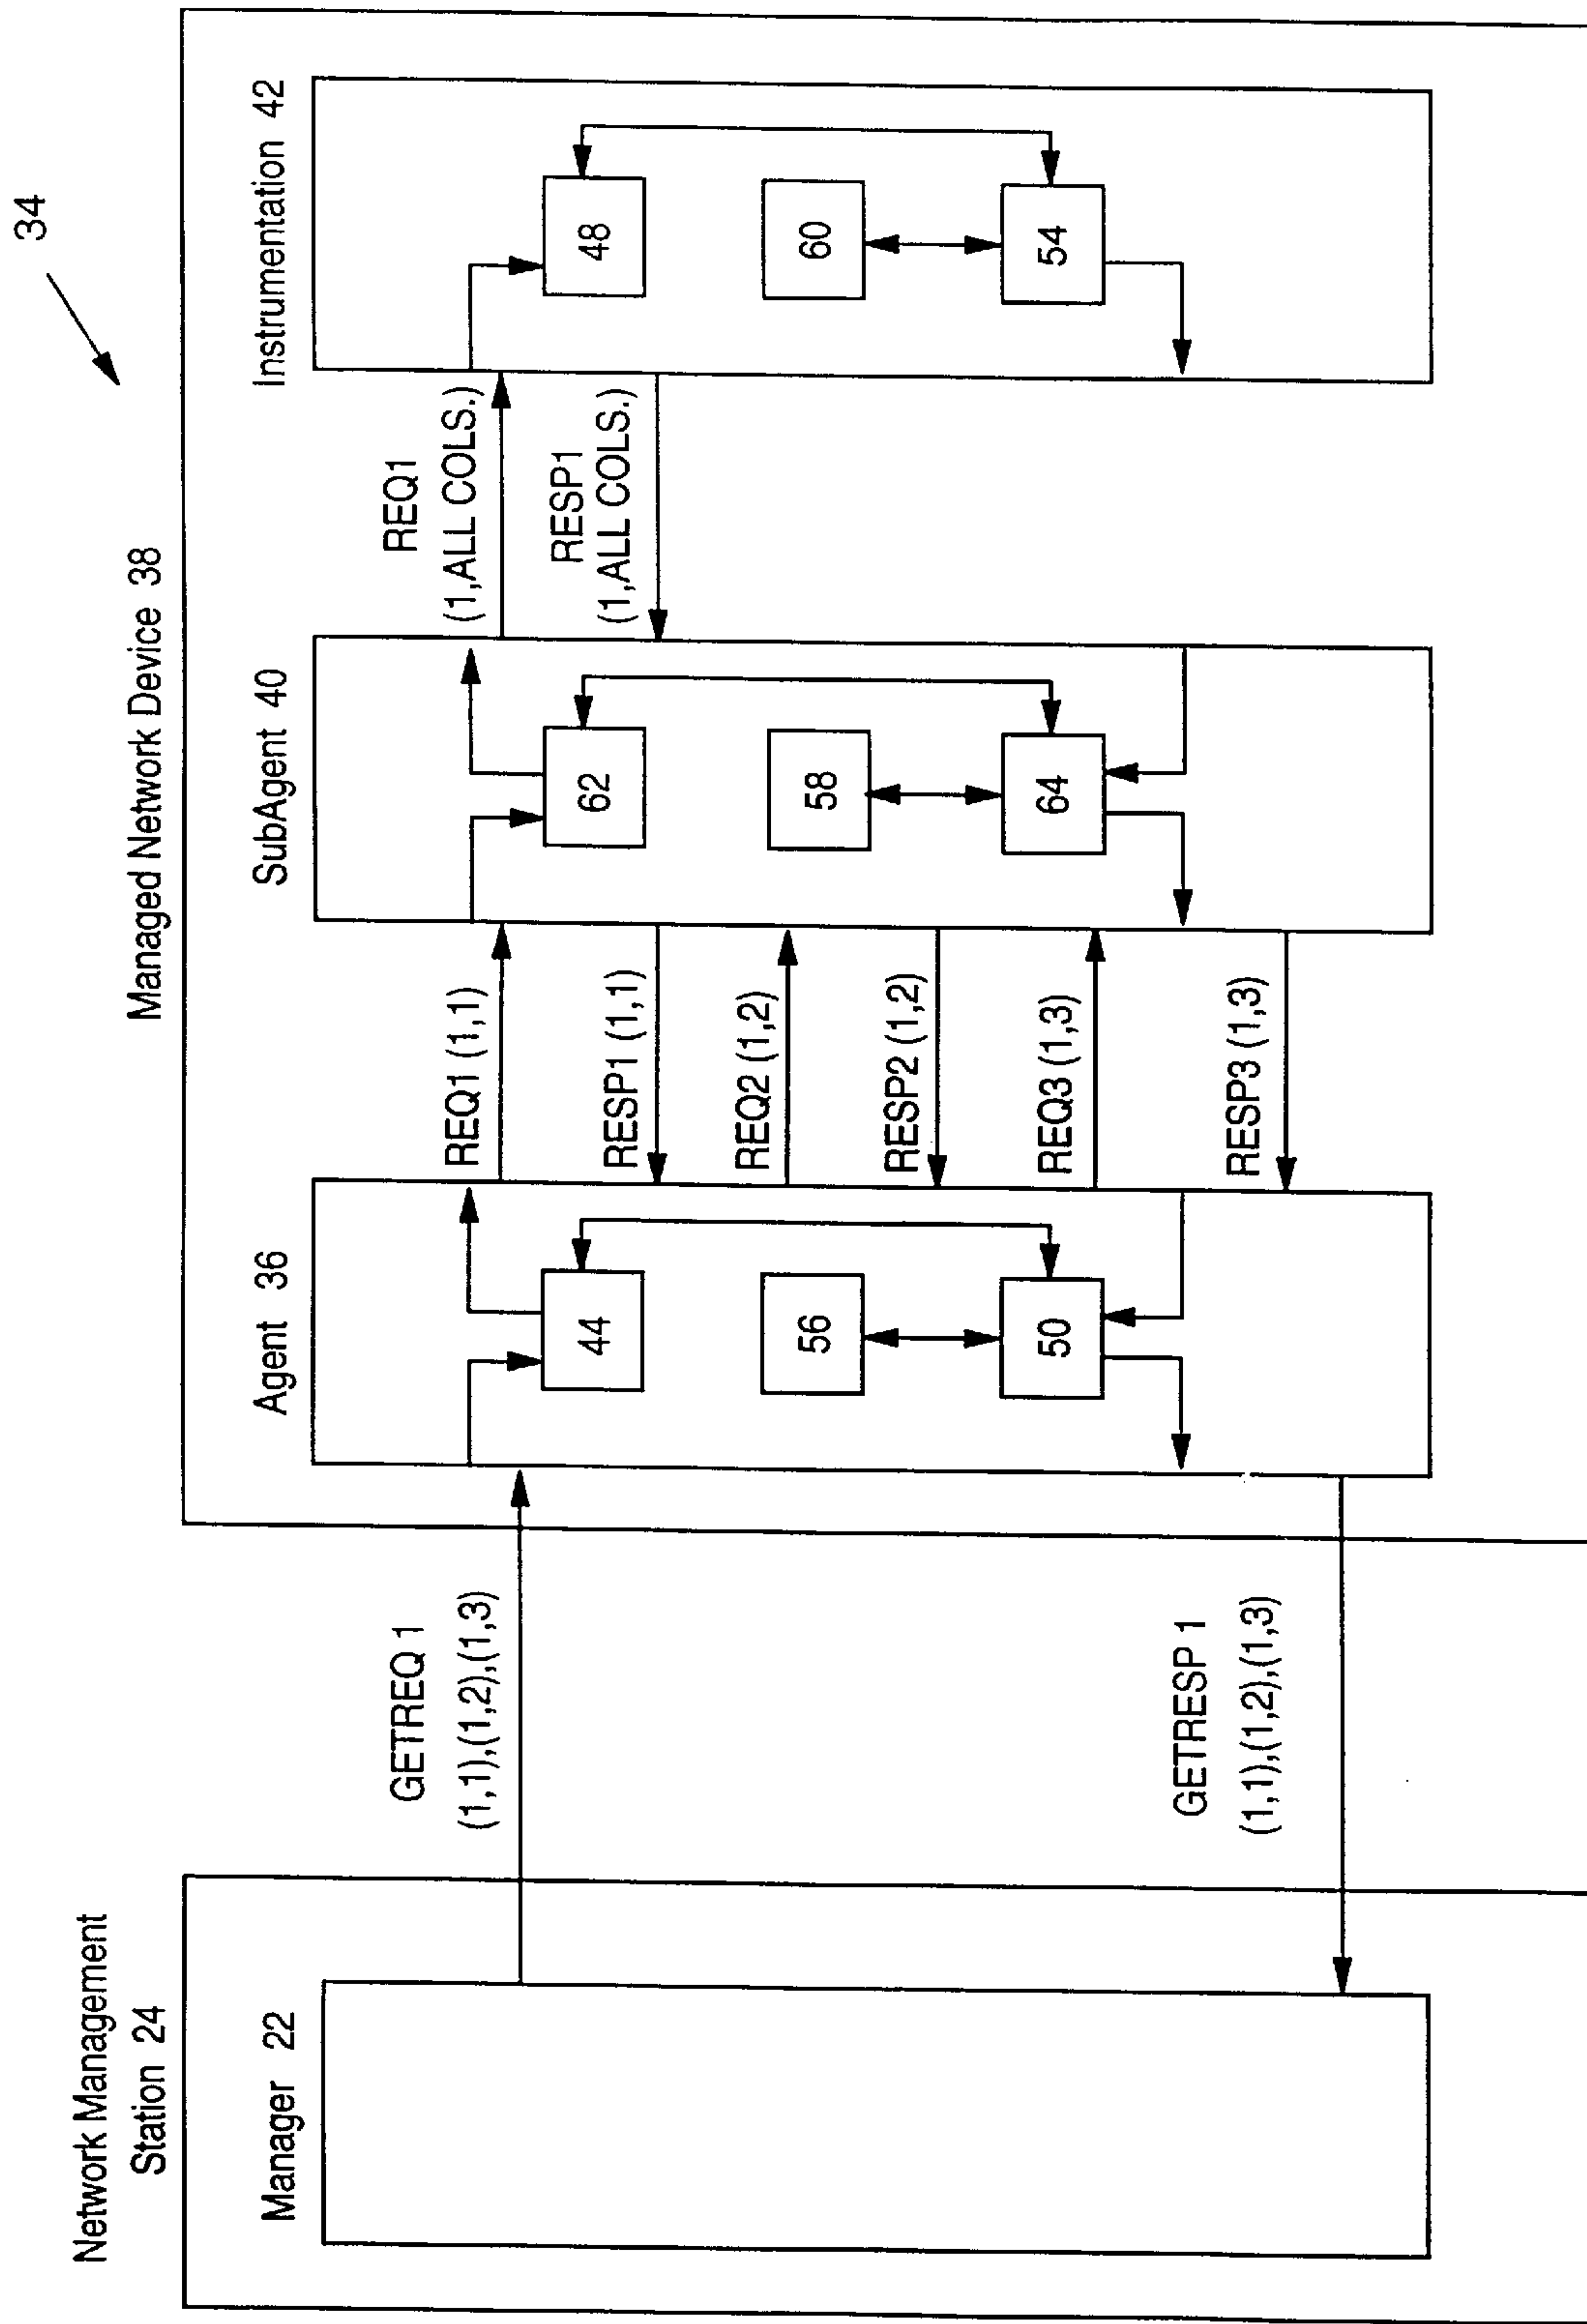 34
Network Management
Station 24
Managed Network Device 38
Manager 22
Agent 36
SubAgent 40
Instrumentation 42
GETREQ 1
(1,1),(1,2),(1,3)
REQ1 (1,1)
REQ1
(1,ALL COLS.)
44
62
48
RESP1 (1,1)
RESP1
(1,ALL COLS.)
REQ2 (1,2)
56
58
60
RESP2 (1,2)
50
64
54
REQ3 (1,3)
GETRESP 1
(1,1),(1,2),(1,3)
RESP3 (1,3)